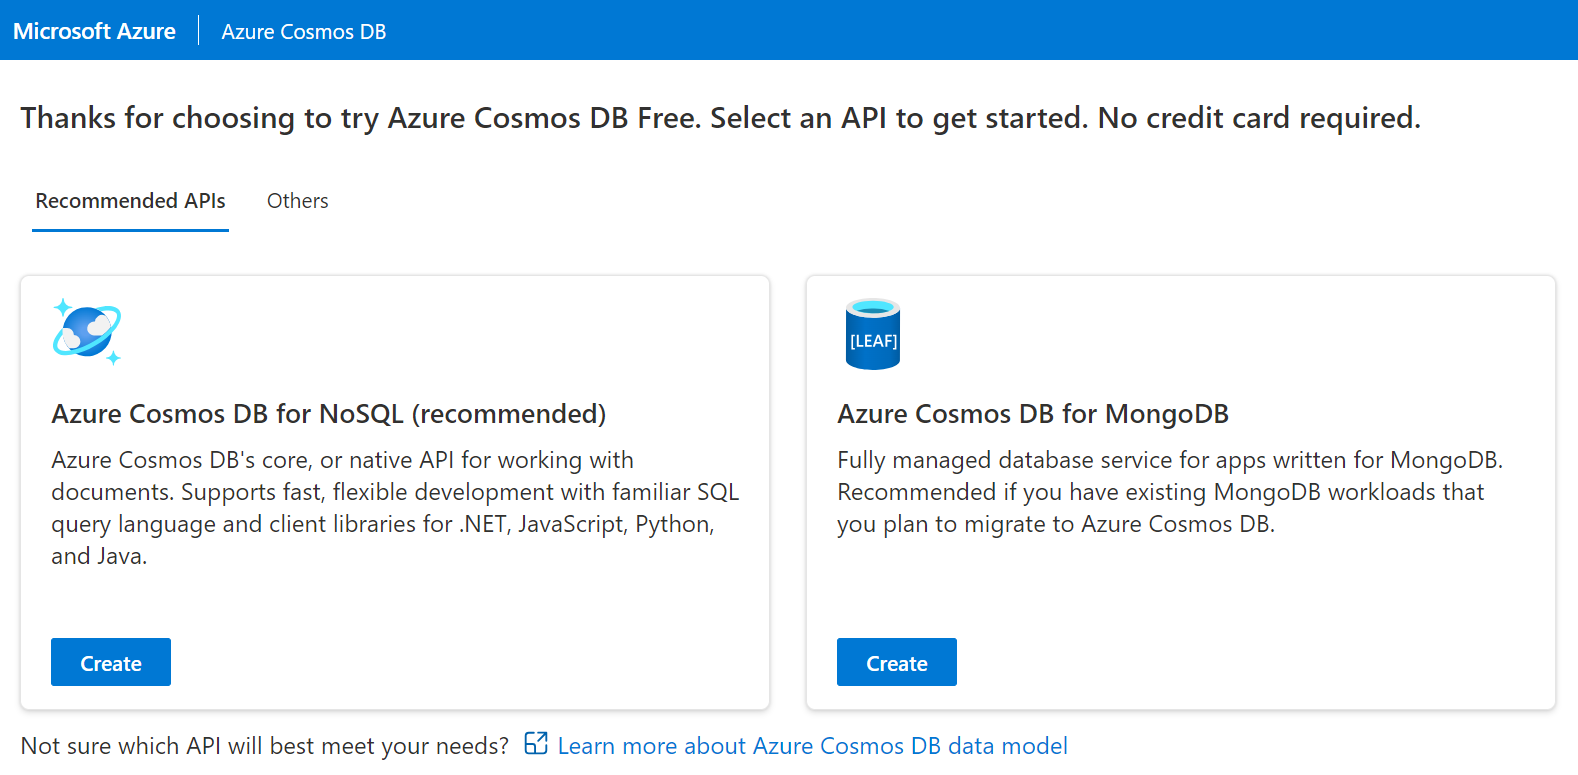 Microsoft Azure
Azure Cosmos DB
Thanks for choosing to try Azure Cosmos DB Free. Select an API to get started. No credit card required.
Recommended APIs
Others
Azure Cosmos DB for NoSQL (recommended)
Azure Cosmos DB's core, or native API for working with
documents. Supports fast, flexible development with familiar SQL
query language and client libraries for .NET, JavaScript, Python,
and Java.
Create
[LEAF]
Azure Cosmos DB for MongoDB
Fully managed database service for apps written for MongoDB.
Recommended if you have existing MongoDB workloads that
you plan to migrate to Azure Cosmos DB.
Create
Not sure which API will best meet your needs? Learn more about Azure Cosmos DB data model